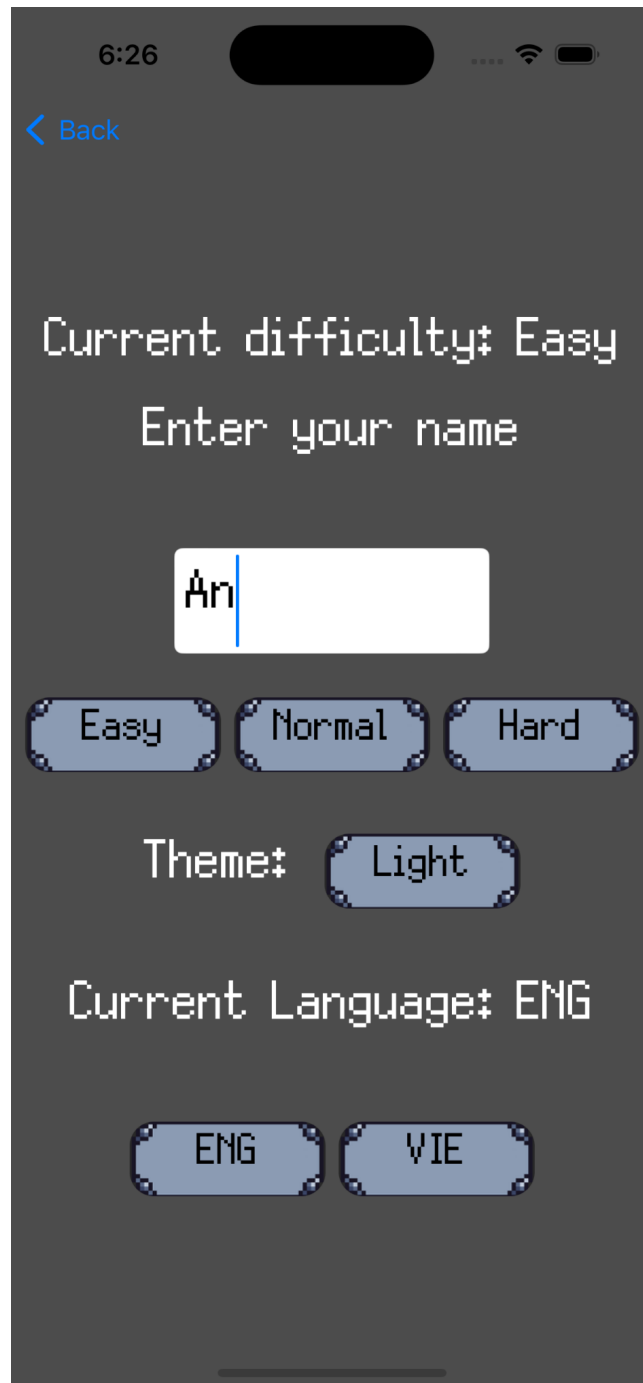 6:26
Back
Current difficulty: Easy
Enter your name
An
Easy Normal Hard
Theme: Light
Current Language: ENG
ENG VIE